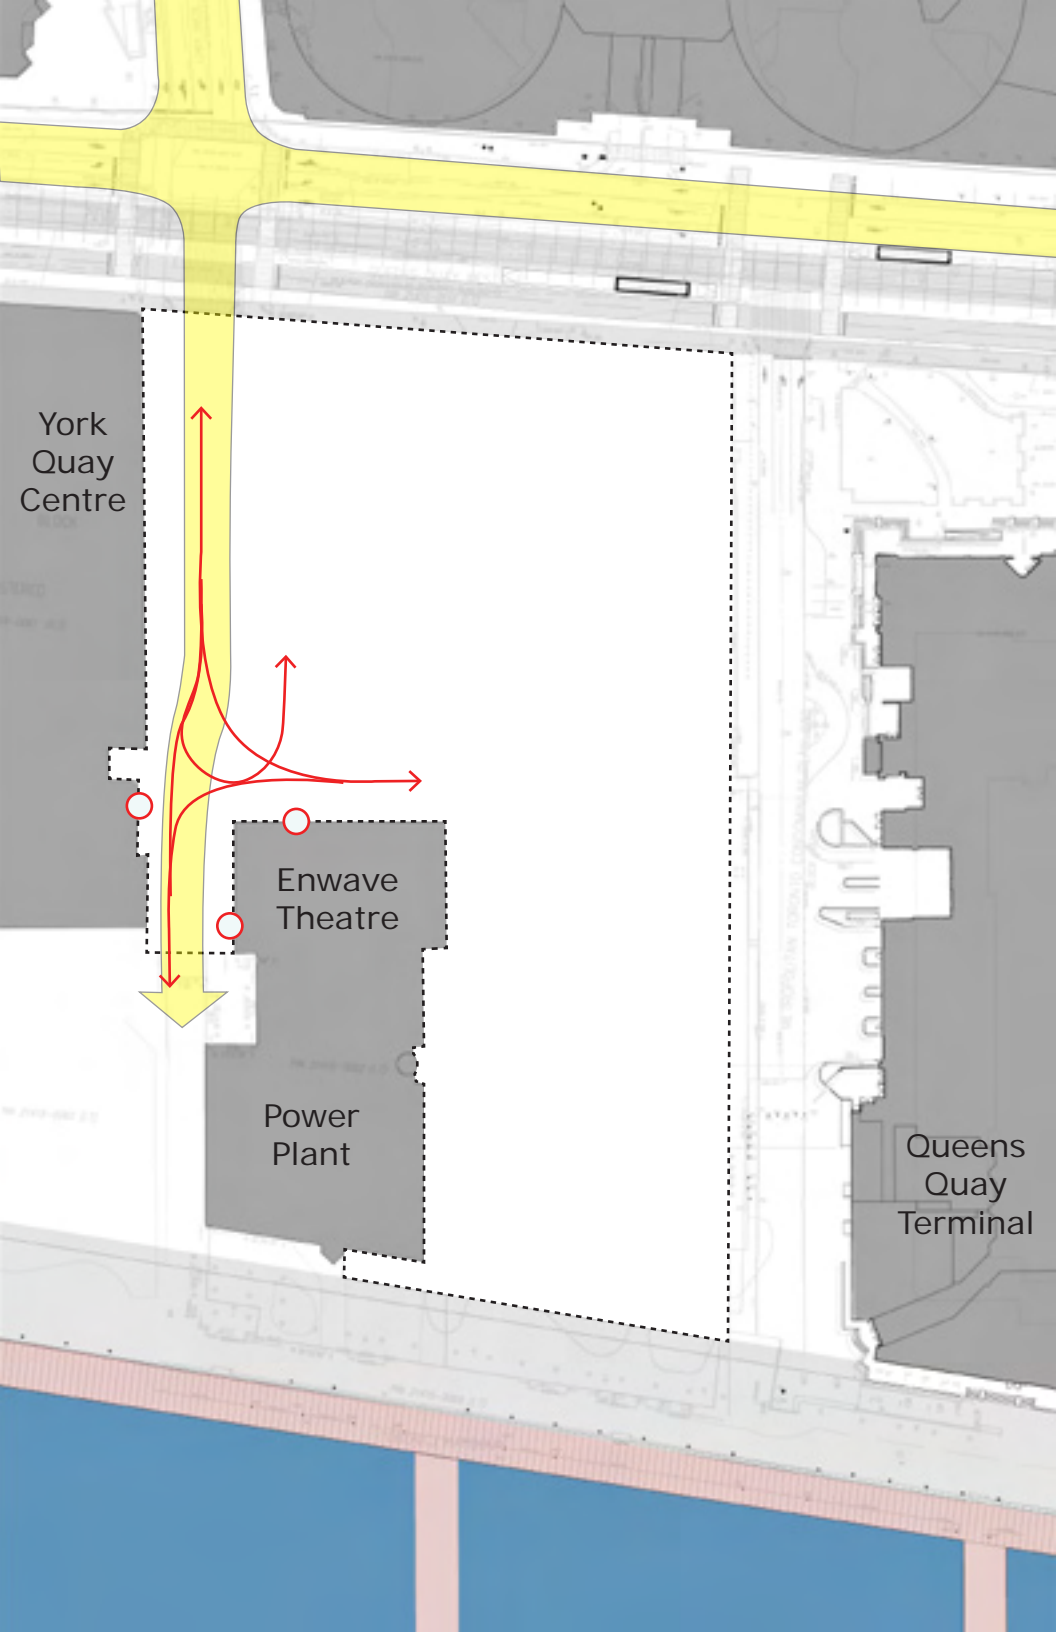 York
Quay
Centre
Enwave
Theatre
Power
Plant
Queens
Quay
Terminal